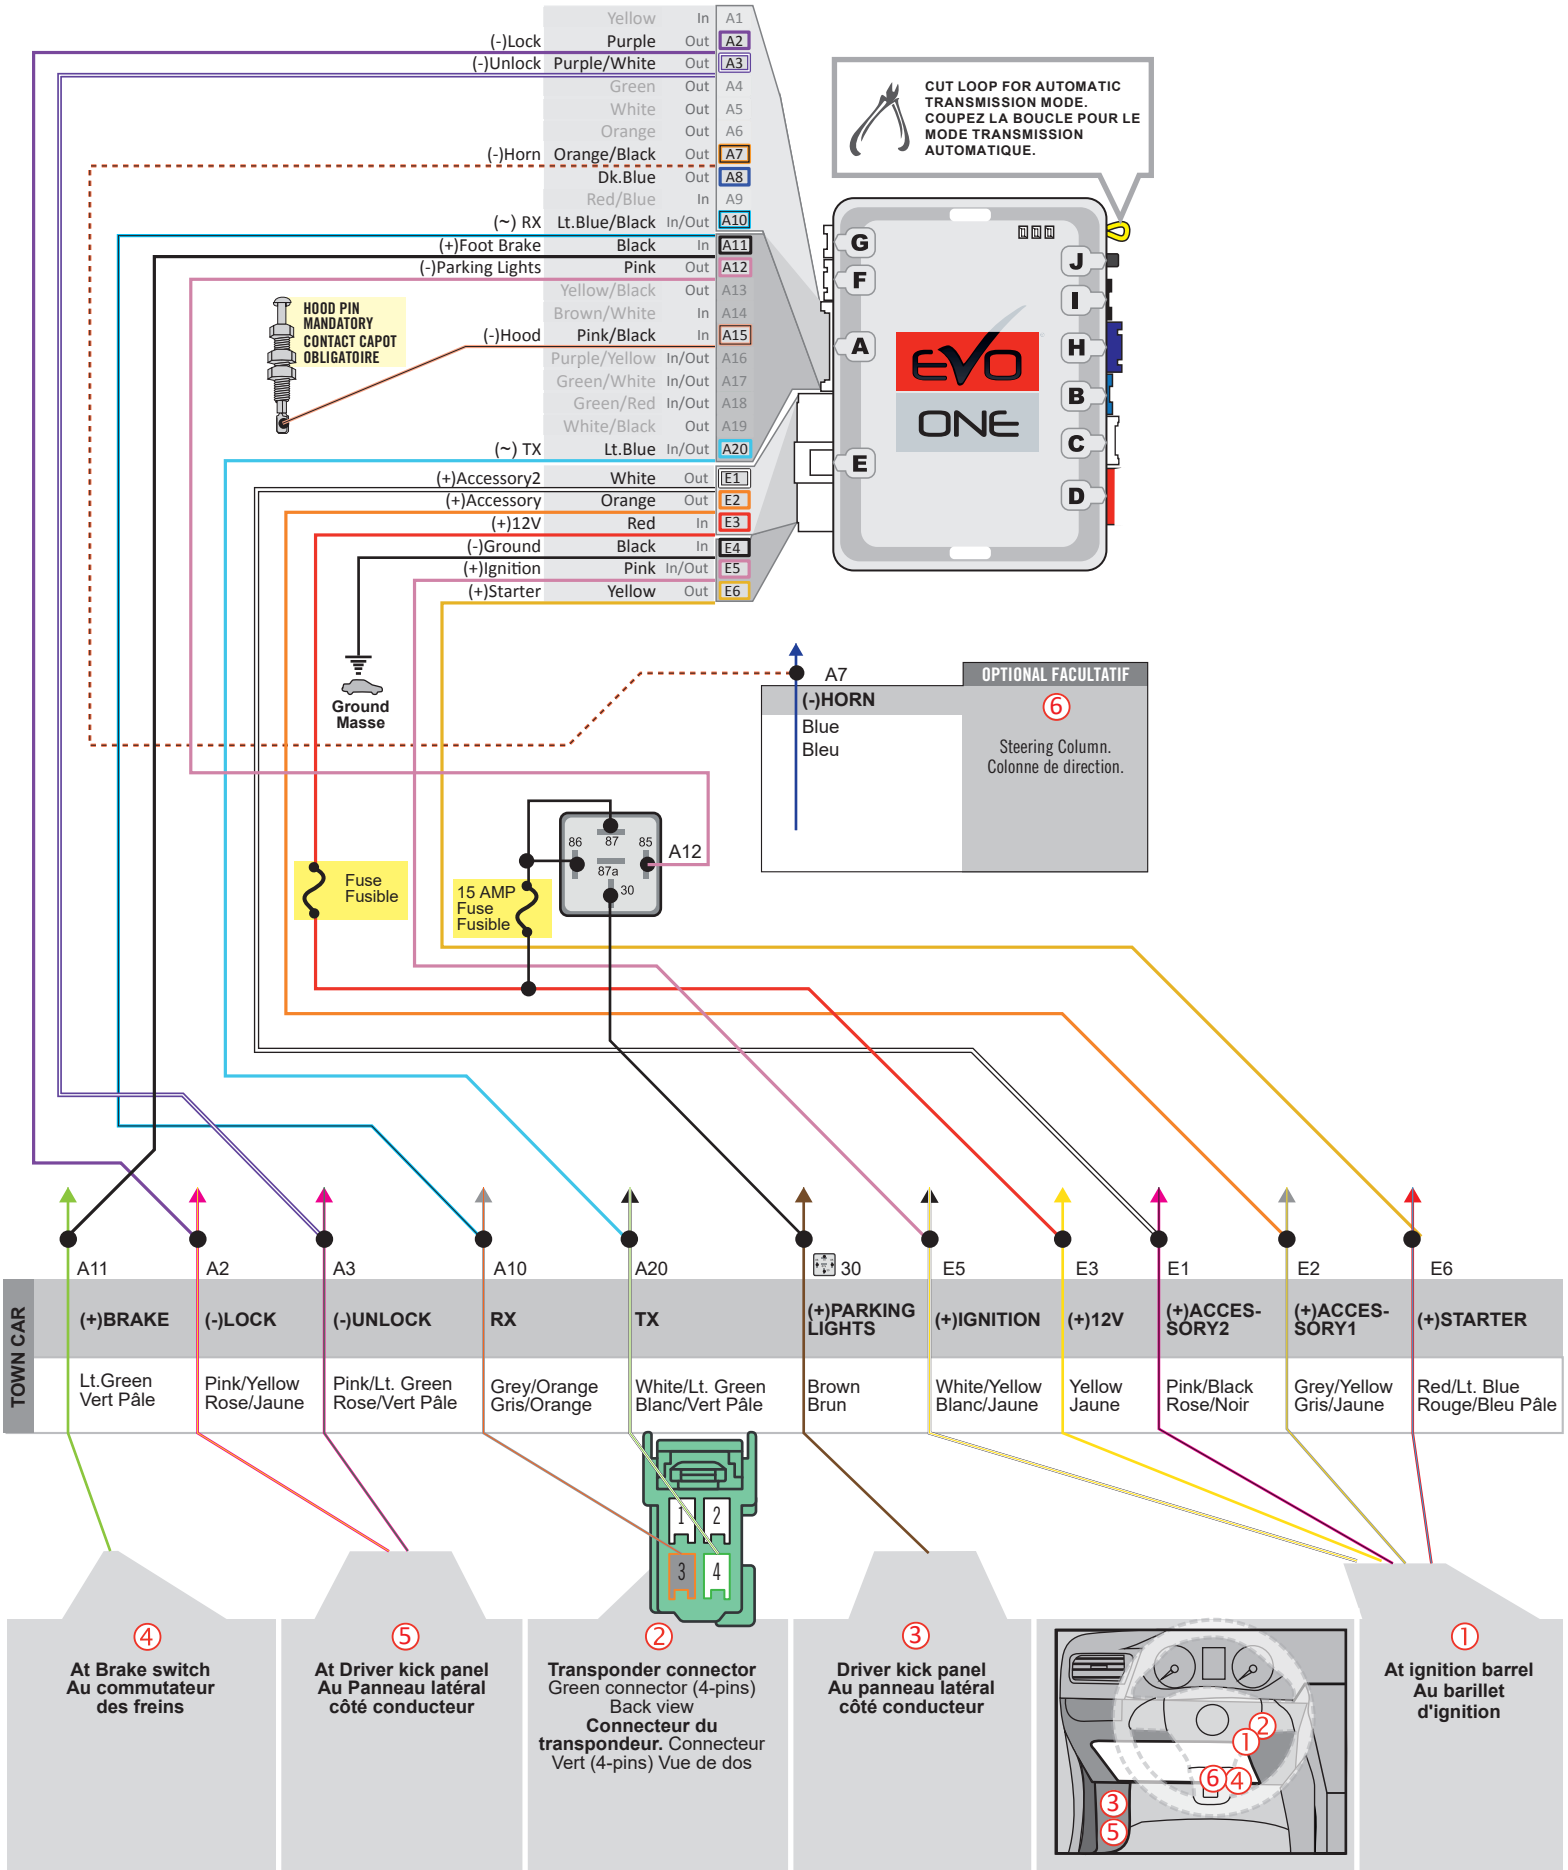 Yellow In A1
(-)Lock Purple Out A2
(-)Unlock Purple/White Out A3
Green Out A4
White Out A5
Orange Out A6
(-)Horn Orange/Black Out A7
Dk.Blue Out A8
Red/Blue In A9
(~) RX Lt.Blue/Black In/Out A10
(+)Foot Brake Black In A11
(-)Parking Lights Pink Out A12
Yellow/Black Out A13
Brown/White In A14
(-)Hood Pink/Black In A15
Purple/Yellow In/Out A16
Green/White In/Out A17
Green/Red In/Out A18
White/Black Out A19
(~) TX Lt.Blue In/Out A20
(+)Accessory2 White Out E1
(+)Accessory Orange Out E2
(+)12V Red In E3
(-)Ground Black In E4
(+)Ignition Pink In/Out E5
(+)Starter Yellow Out E6
HOOD PIN
MANDATORY
CONTACT CAPOT
OBLIGATOIRE
CUT LOOP FOR AUTOMATIC
TRANSMISSION MODE.
COUPEZ LA BOUCLE POUR LE
MODE TRANSMISSION
AUTOMATIQUE.
G
F
A
E
J
I
H
B
C
D
EVO
ONE
Ground
Masse
A7
(-)HORN
Blue
Bleu
OPTIONAL FACULTATIF
6
Steering Column.
Colonne de direction.
Fuse
Fusible
15 AMP
Fuse
Fusible
86 87 85
87a
30
A12
TOWN CAR
A11 A2 A3 A10 A20 30 E5 E3 E1 E2 E6
(+)BRAKE
(-)LOCK
(-)UNLOCK
RX
TX
(+)PARKING
LIGHTS
(+)IGNITION
(+)12V
(+)ACCES-
SORY2
(+)ACCES-
SORY1
(+)STARTER
Lt.Green
Vert Pâle
Pink/Yellow
Rose/Jaune
Pink/Lt. Green
Rose/Vert Pâle
Grey/Orange
Gris/Orange
White/Lt. Green
Blanc/Vert Pâle
Brown
Brun
White/Yellow
Blanc/Jaune
Yellow
Jaune
Pink/Black
Rose/Noir
Grey/Yellow
Gris/Jaune
Red/Lt. Blue
Rouge/Bleu Pâle
1 2
3 4
4
At Brake switch
Au commutateur
des freins
5
At Driver kick panel
Au Panneau latéral
côté conducteur
2
Transponder connector
Green connector (4-pins)
Back view
Connecteur du
transpondeur. Connecteur
Vert (4-pins) Vue de dos
3
Driver kick panel
Au panneau latéral
côté conducteur
2
1
6 4
3
5
1
At ignition barrel
Au barillet
d'ignition